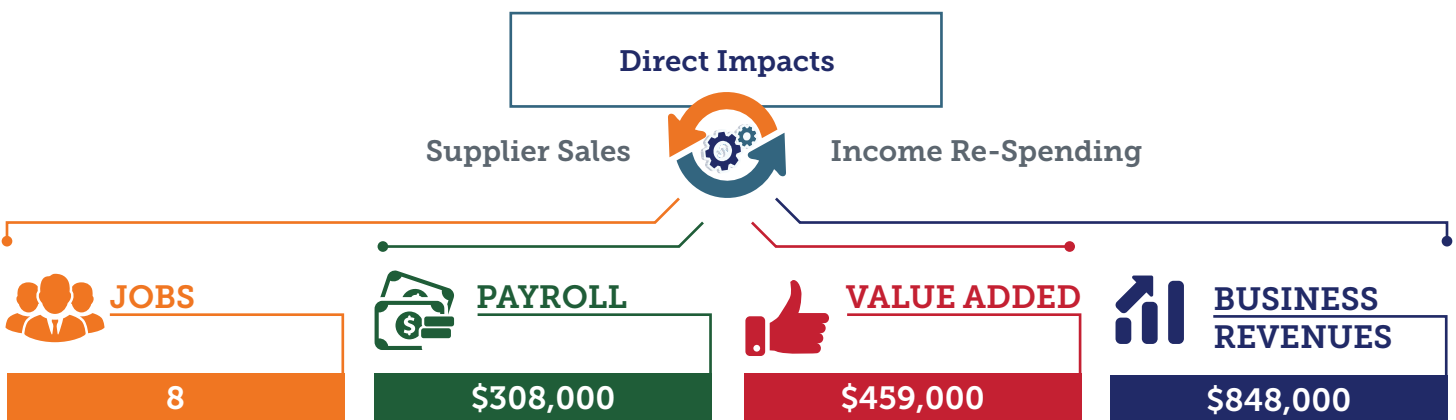 Direct Impacts
Supplier Sales
Income Re-Spending
JOBS
8
PAYROLL
$
$308,000
VALUE ADDED
$459,000
BUSINESS
REVENUES
$848,000